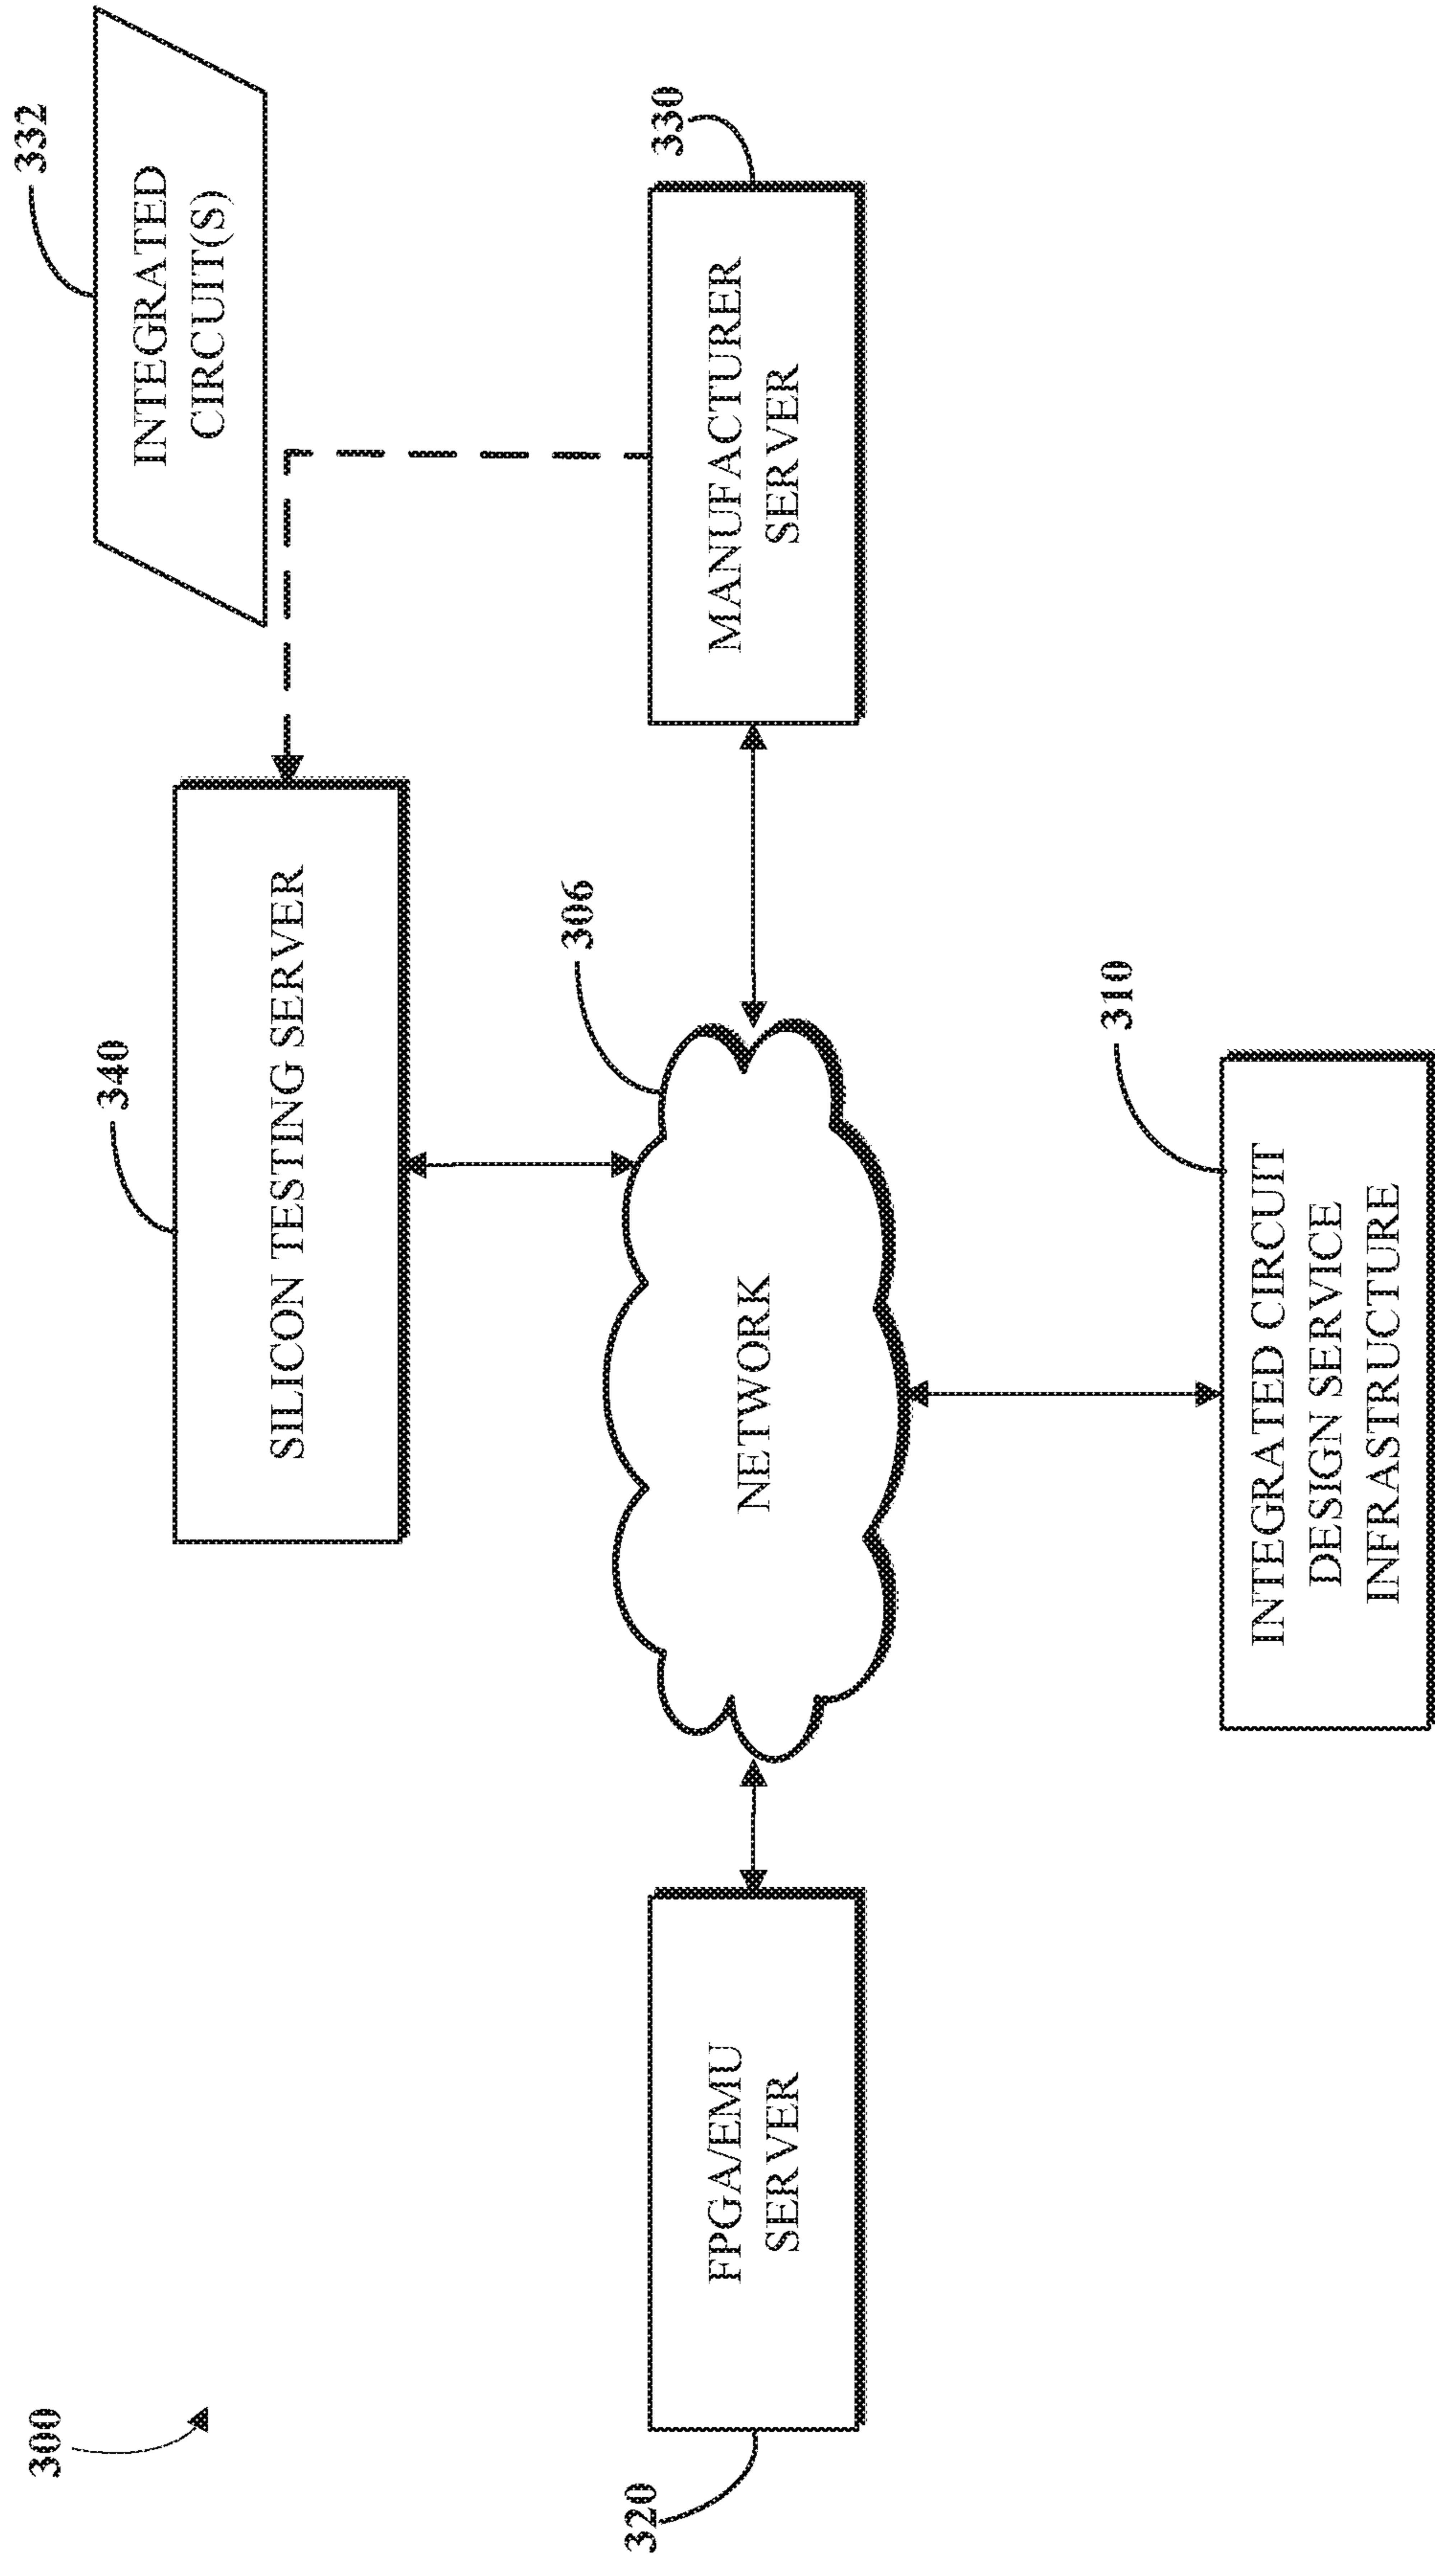 300
332
INTEGRATED
CIRCUIT(S)
340
SILICON TESTING SERVER
306
320
FPGA/EMU
SERVER
NETWORK
330
MANUFACTURER
SERVER
310
INTEGRATED CIRCUIT
DESIGN SERVICE
INFRASTRUCTURE